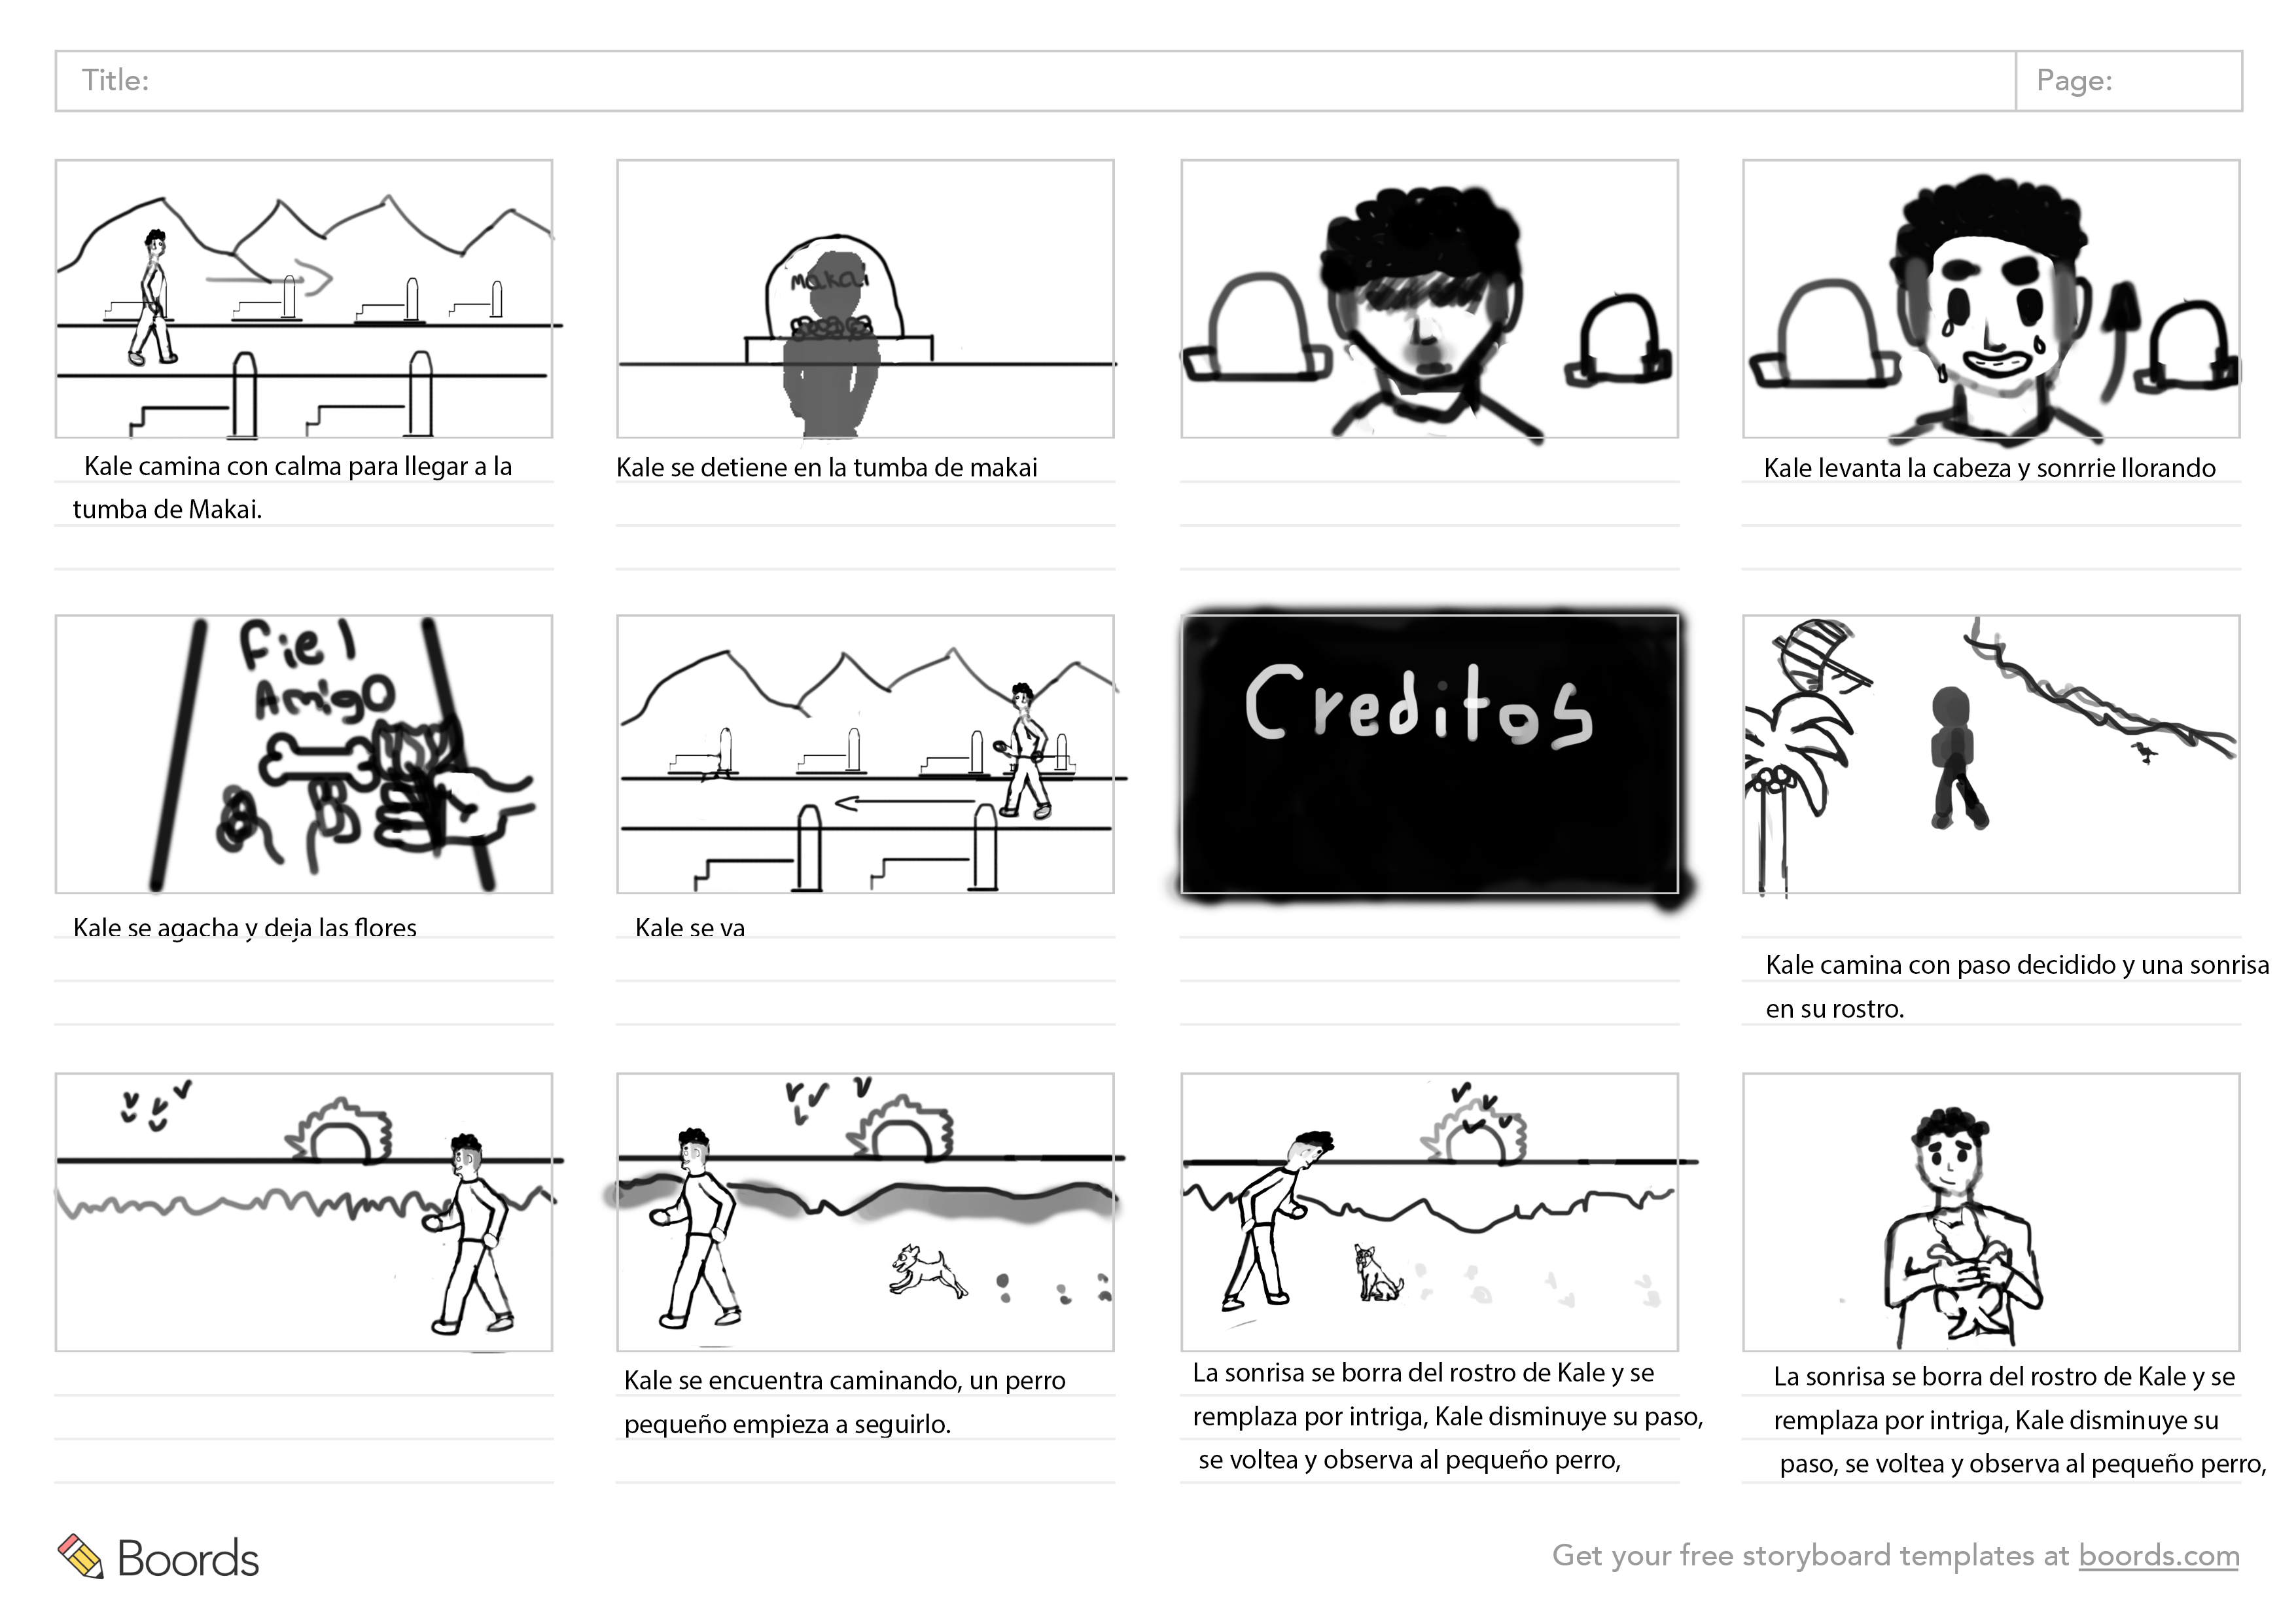 Title:
Page:
makai
Kale camina con calma para llegar a la
tumba de Makai.
Kale se detiene en la tumba de makai
Kale levanta la cabeza y sonrrie llorando
Fiel
Amigo
Creditos
Kale se agacha y deja las flores
Kale se va
Kale camina con paso decidido y una sonrisa
en su rostro.
Kale se encuentra caminando, un perro
pequeño empieza a seguirlo.
La sonrisa se borra del rostro de Kale y se
remplaza por intriga, Kale disminuye su paso,
se voltea y observa al pequeño perro,
La sonrisa se borra del rostro de Kale y se
remplaza por intriga, Kale disminuye su
paso, se voltea y observa al pequeño perro,
Boords
Get your free storyboard templates at boords.com